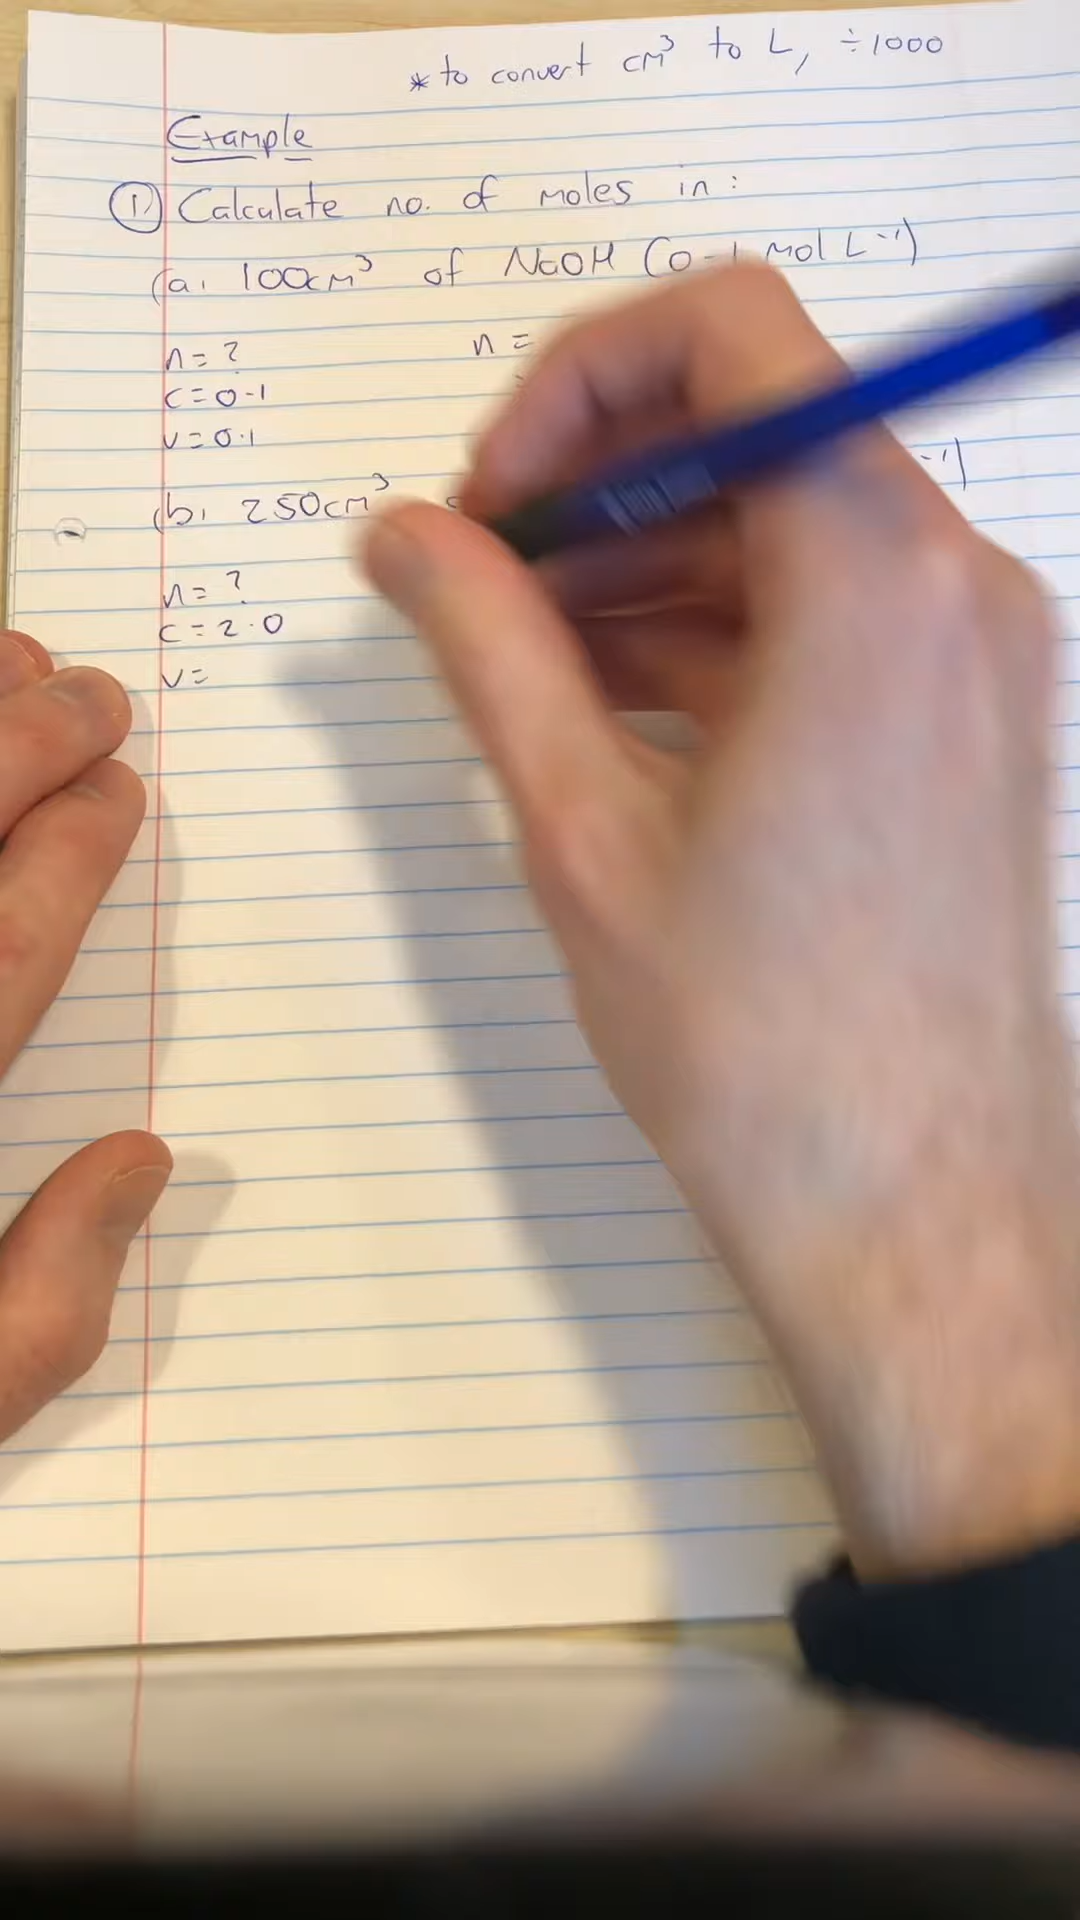 * to convert cm³ to L, ÷1000
Example
① Calculate no. of moles in:
(a. 100cm³ of NaOH (0.1 mol L⁻¹)
n = ? n =
c = 0.1
v = 0.1
(b. 250cm³ ⁻¹)
n = ?
c = 2.0
v =